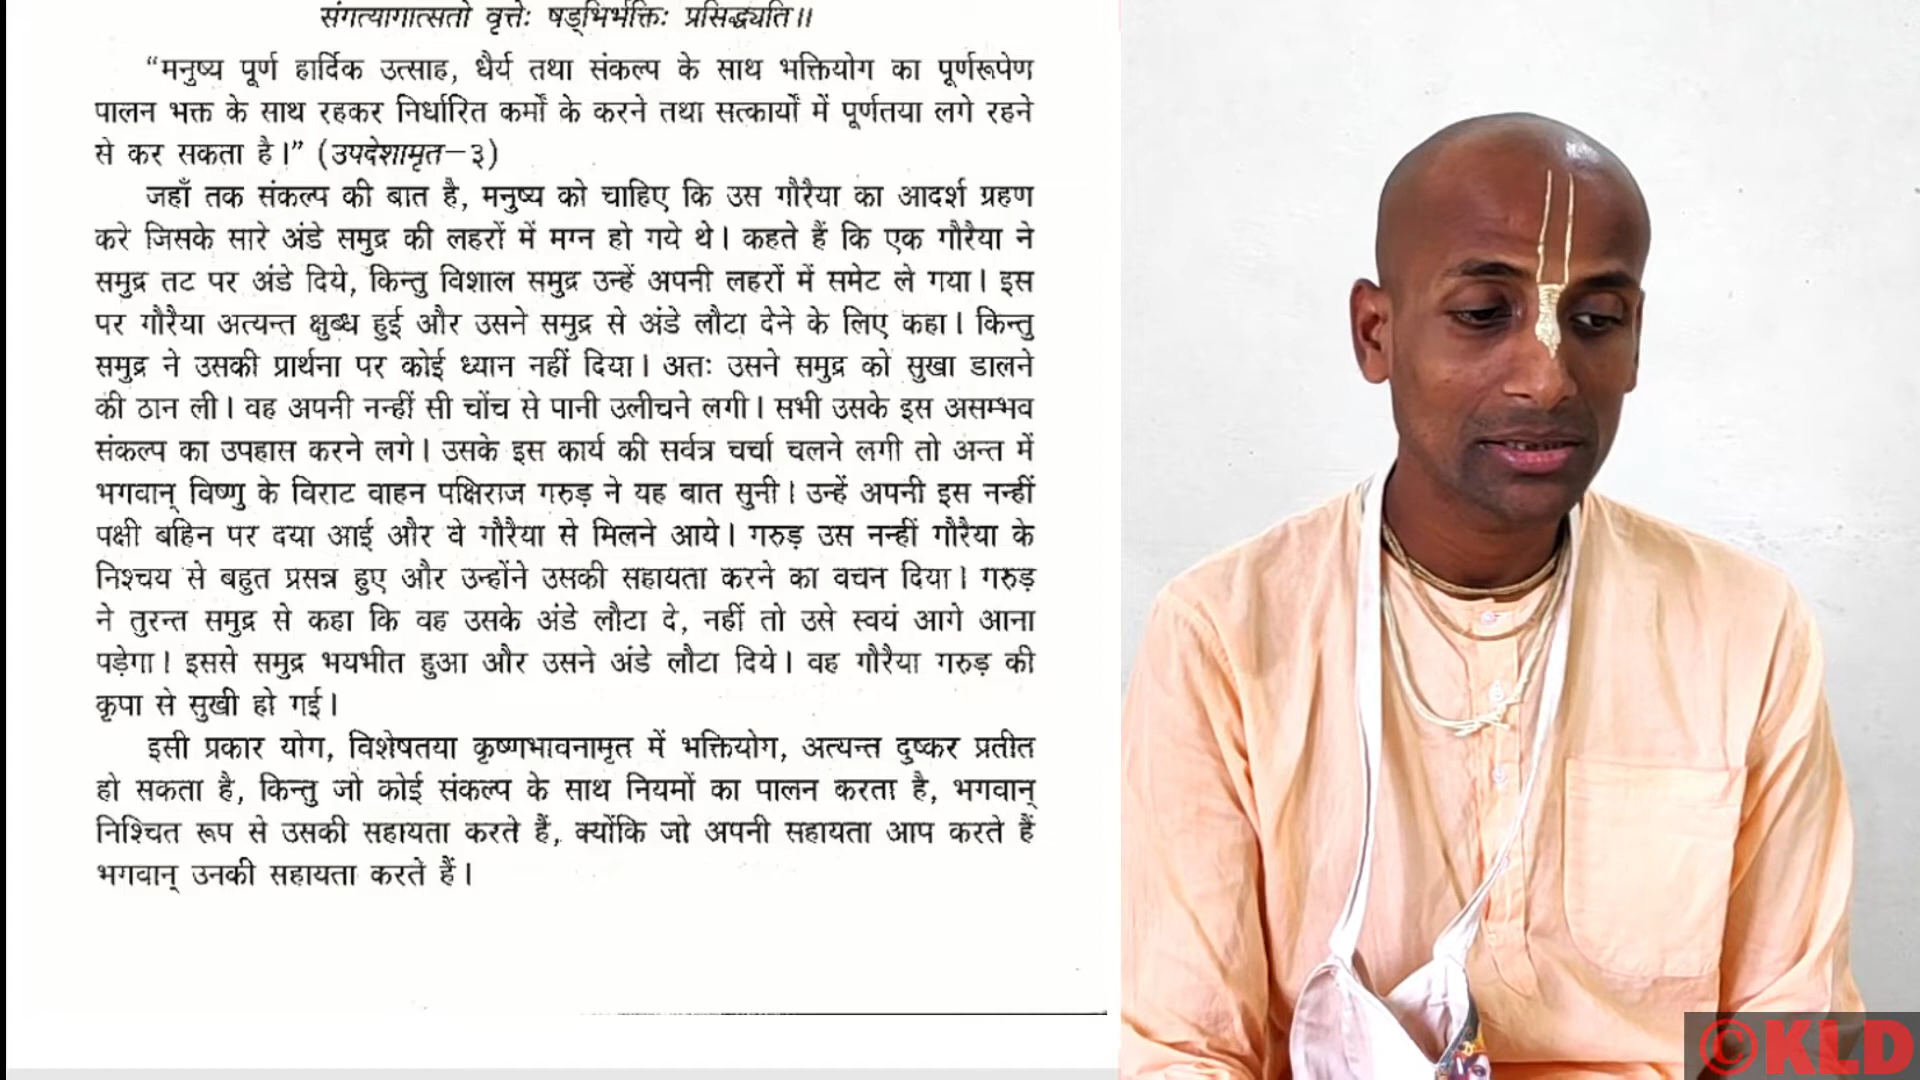 संगत्यागात्सतो वृत्तेः षड्भिर्भक्तिः प्रसिद्ध्यति॥
“मनुष्य पूर्ण हार्दिक उत्साह, धैर्य तथा संकल्प के साथ भक्तियोग का पूर्णरूपेण
पालन भक्त के साथ रहकर निर्धारित कर्मों के करने तथा सत्कार्यों में पूर्णतया लगे रहने
से कर सकता है।” (उपदेशामृत–३)
जहाँ तक संकल्प की बात है, मनुष्य को चाहिए कि उस गौरैया का आदर्श ग्रहण
करे जिसके सारे अंडे समुद्र की लहरों में मग्न हो गये थे। कहते हैं कि एक गौरैया ने
समुद्र तट पर अंडे दिये, किन्तु विशाल समुद्र उन्हें अपनी लहरों में समेट ले गया। इस
पर गौरैया अत्यन्त क्षुब्ध हुई और उसने समुद्र से अंडे लौटा देने के लिए कहा। किन्तु
समुद्र ने उसकी प्रार्थना पर कोई ध्यान नहीं दिया। अतः उसने समुद्र को सुखा डालने
की ठान ली। वह अपनी नन्हीं सी चोंच से पानी उलीचने लगी। सभी उसके इस असम्भव
संकल्प का उपहास करने लगे। उसके इस कार्य की सर्वत्र चर्चा चलने लगी तो अन्त में
भगवान् विष्णु के विराट वाहन पक्षिराज गरुड़ ने यह बात सुनी। उन्हें अपनी इस नन्हीं
पक्षी बहिन पर दया आई और वे गौरैया से मिलने आये। गरुड़ उस नन्हीं गौरैया के
निश्चय से बहुत प्रसन्न हुए और उन्होंने उसकी सहायता करने का वचन दिया। गरुड़
ने तुरन्त समुद्र से कहा कि वह उसके अंडे लौटा दे, नहीं तो उसे स्वयं आगे आना
पड़ेगा। इससे समुद्र भयभीत हुआ और उसने अंडे लौटा दिये। वह गौरैया गरुड़ की
कृपा से सुखी हो गई।
इसी प्रकार योग, विशेषतया कृष्णभावनामृत में भक्तियोग, अत्यन्त दुष्कर प्रतीत
हो सकता है, किन्तु जो कोई संकल्प के साथ नियमों का पालन करता है, भगवान्
निश्चित रूप से उसकी सहायता करते हैं, क्योंकि जो अपनी सहायता आप करते हैं
भगवान् उनकी सहायता करते हैं।
©KLD